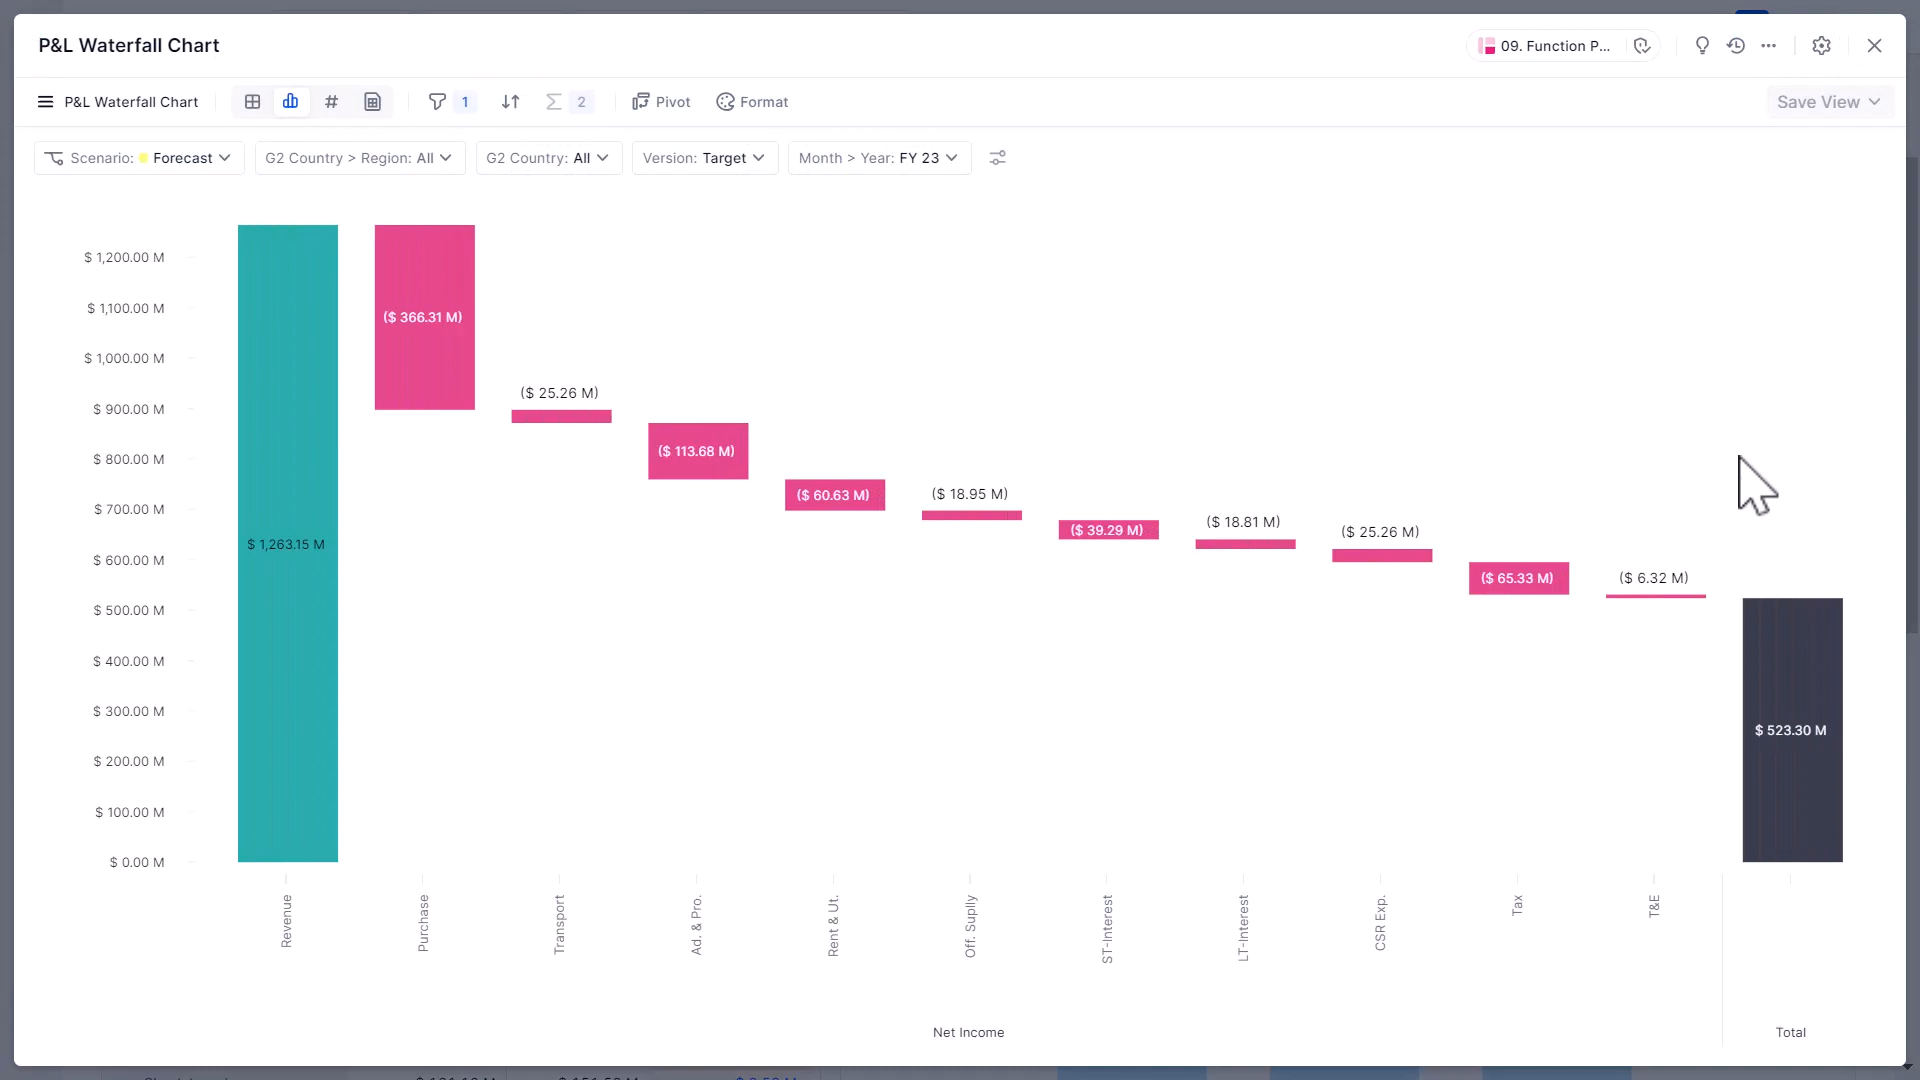 P&L Waterfall Chart
09. Function P...
P&L Waterfall Chart
1
2
Pivot
Format
Save View
Scenario: Forecast
G2 Country > Region: All
G2 Country: All
Version: Target
Month > Year: FY 23
$ 1,200.00 M
$ 1,100.00 M
$ 1,000.00 M
$ 900.00 M
$ 800.00 M
$ 700.00 M
$ 600.00 M
$ 500.00 M
$ 400.00 M
$ 300.00 M
$ 200.00 M
$ 100.00 M
$ 0.00 M
$ 1,263.15 M
($ 366.31 M)
($ 25.26 M)
($ 113.68 M)
($ 60.63 M)
($ 18.95 M)
($ 39.29 M)
($ 18.81 M)
($ 25.26 M)
($ 65.33 M)
($ 6.32 M)
$ 523.30 M
Revenue
Purchase
Transport
Ad. & Pro.
Rent & Ut.
Off. Suplly
ST-Interest
LT-Interest
CSR Exp.
Tax
T&E
Net Income
Total